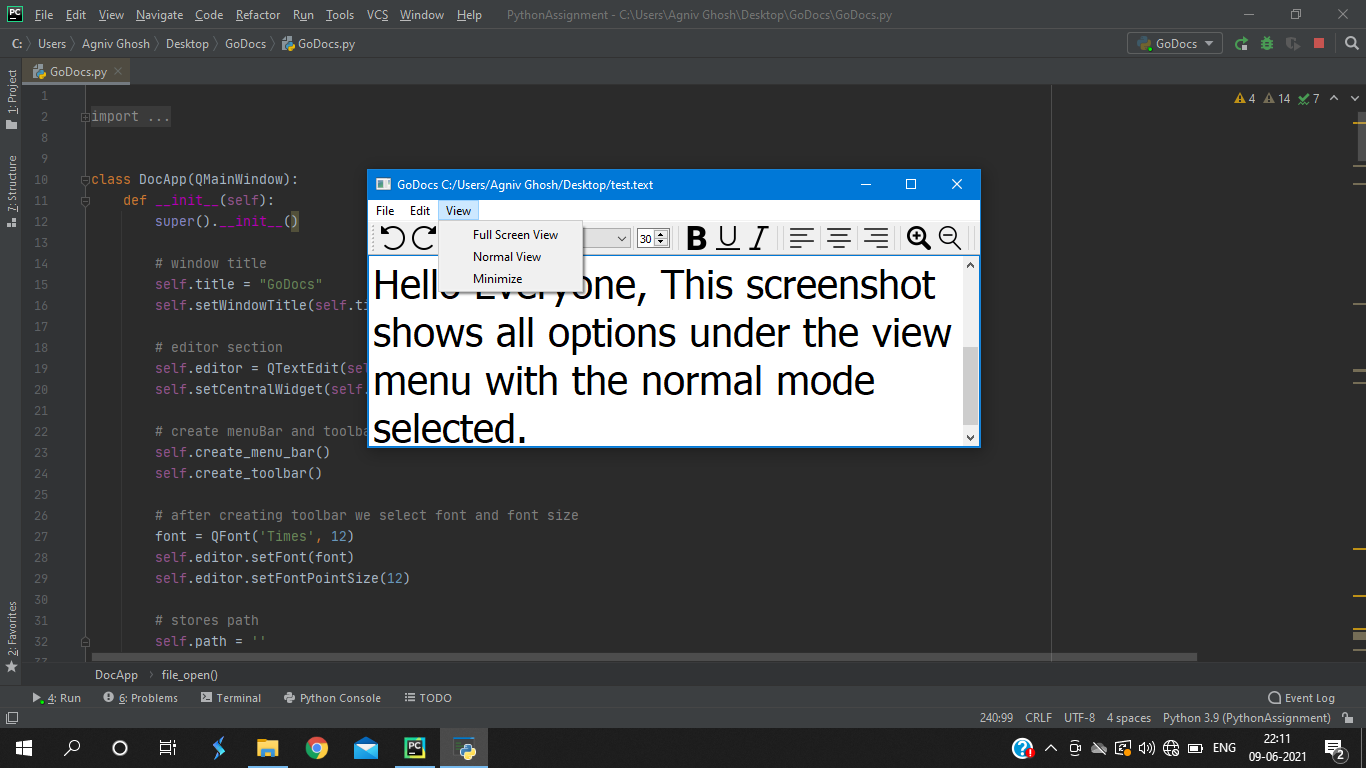 PC File Edit View Navigate Code Refactor Run Tools VCS Window Help PythonAssignment - C:\Users\Agniv Ghosh\Desktop\GoDocs\GoDocs.py
C: Users Agniv Ghosh Desktop GoDocs GoDocs.py GoDocs
1: Project
7: Structure
2: Favorites
GoDocs.py
4 14 7
1
2 import ...
8
9
10 class DocApp(QMainWindow):
11 def __init__(self):
12 super().__init__()
13
14 # window title
15 self.title = "GoDocs"
16 self.setWindowTitle(self.ti
17
18 # editor section
19 self.editor = QTextEdit(se
20 self.setCentralWidget(self.
21
22 # create menuBar and toolba
23 self.create_menu_bar()
24 self.create_toolbar()
25
26 # after creating toolbar we select font and font size
27 font = QFont('Times', 12)
28 self.editor.setFont(font)
29 self.editor.setFontPointSize(12)
30
31 # stores path
32 self.path = ''
33
GoDocs C:/Users/Agniv Ghosh/Desktop/test.text
File Edit View
30 B U I
Full Screen View
Normal View
Minimize
Hello Everyone, This screenshot
shows all options under the view
menu with the normal mode
selected.
DocApp file_open()
4: Run 6: Problems Terminal Python Console TODO Event Log
240:99 CRLF UTF-8 4 spaces Python 3.9 (PythonAssignment)
PC ENG 22:11
09-06-2021 2